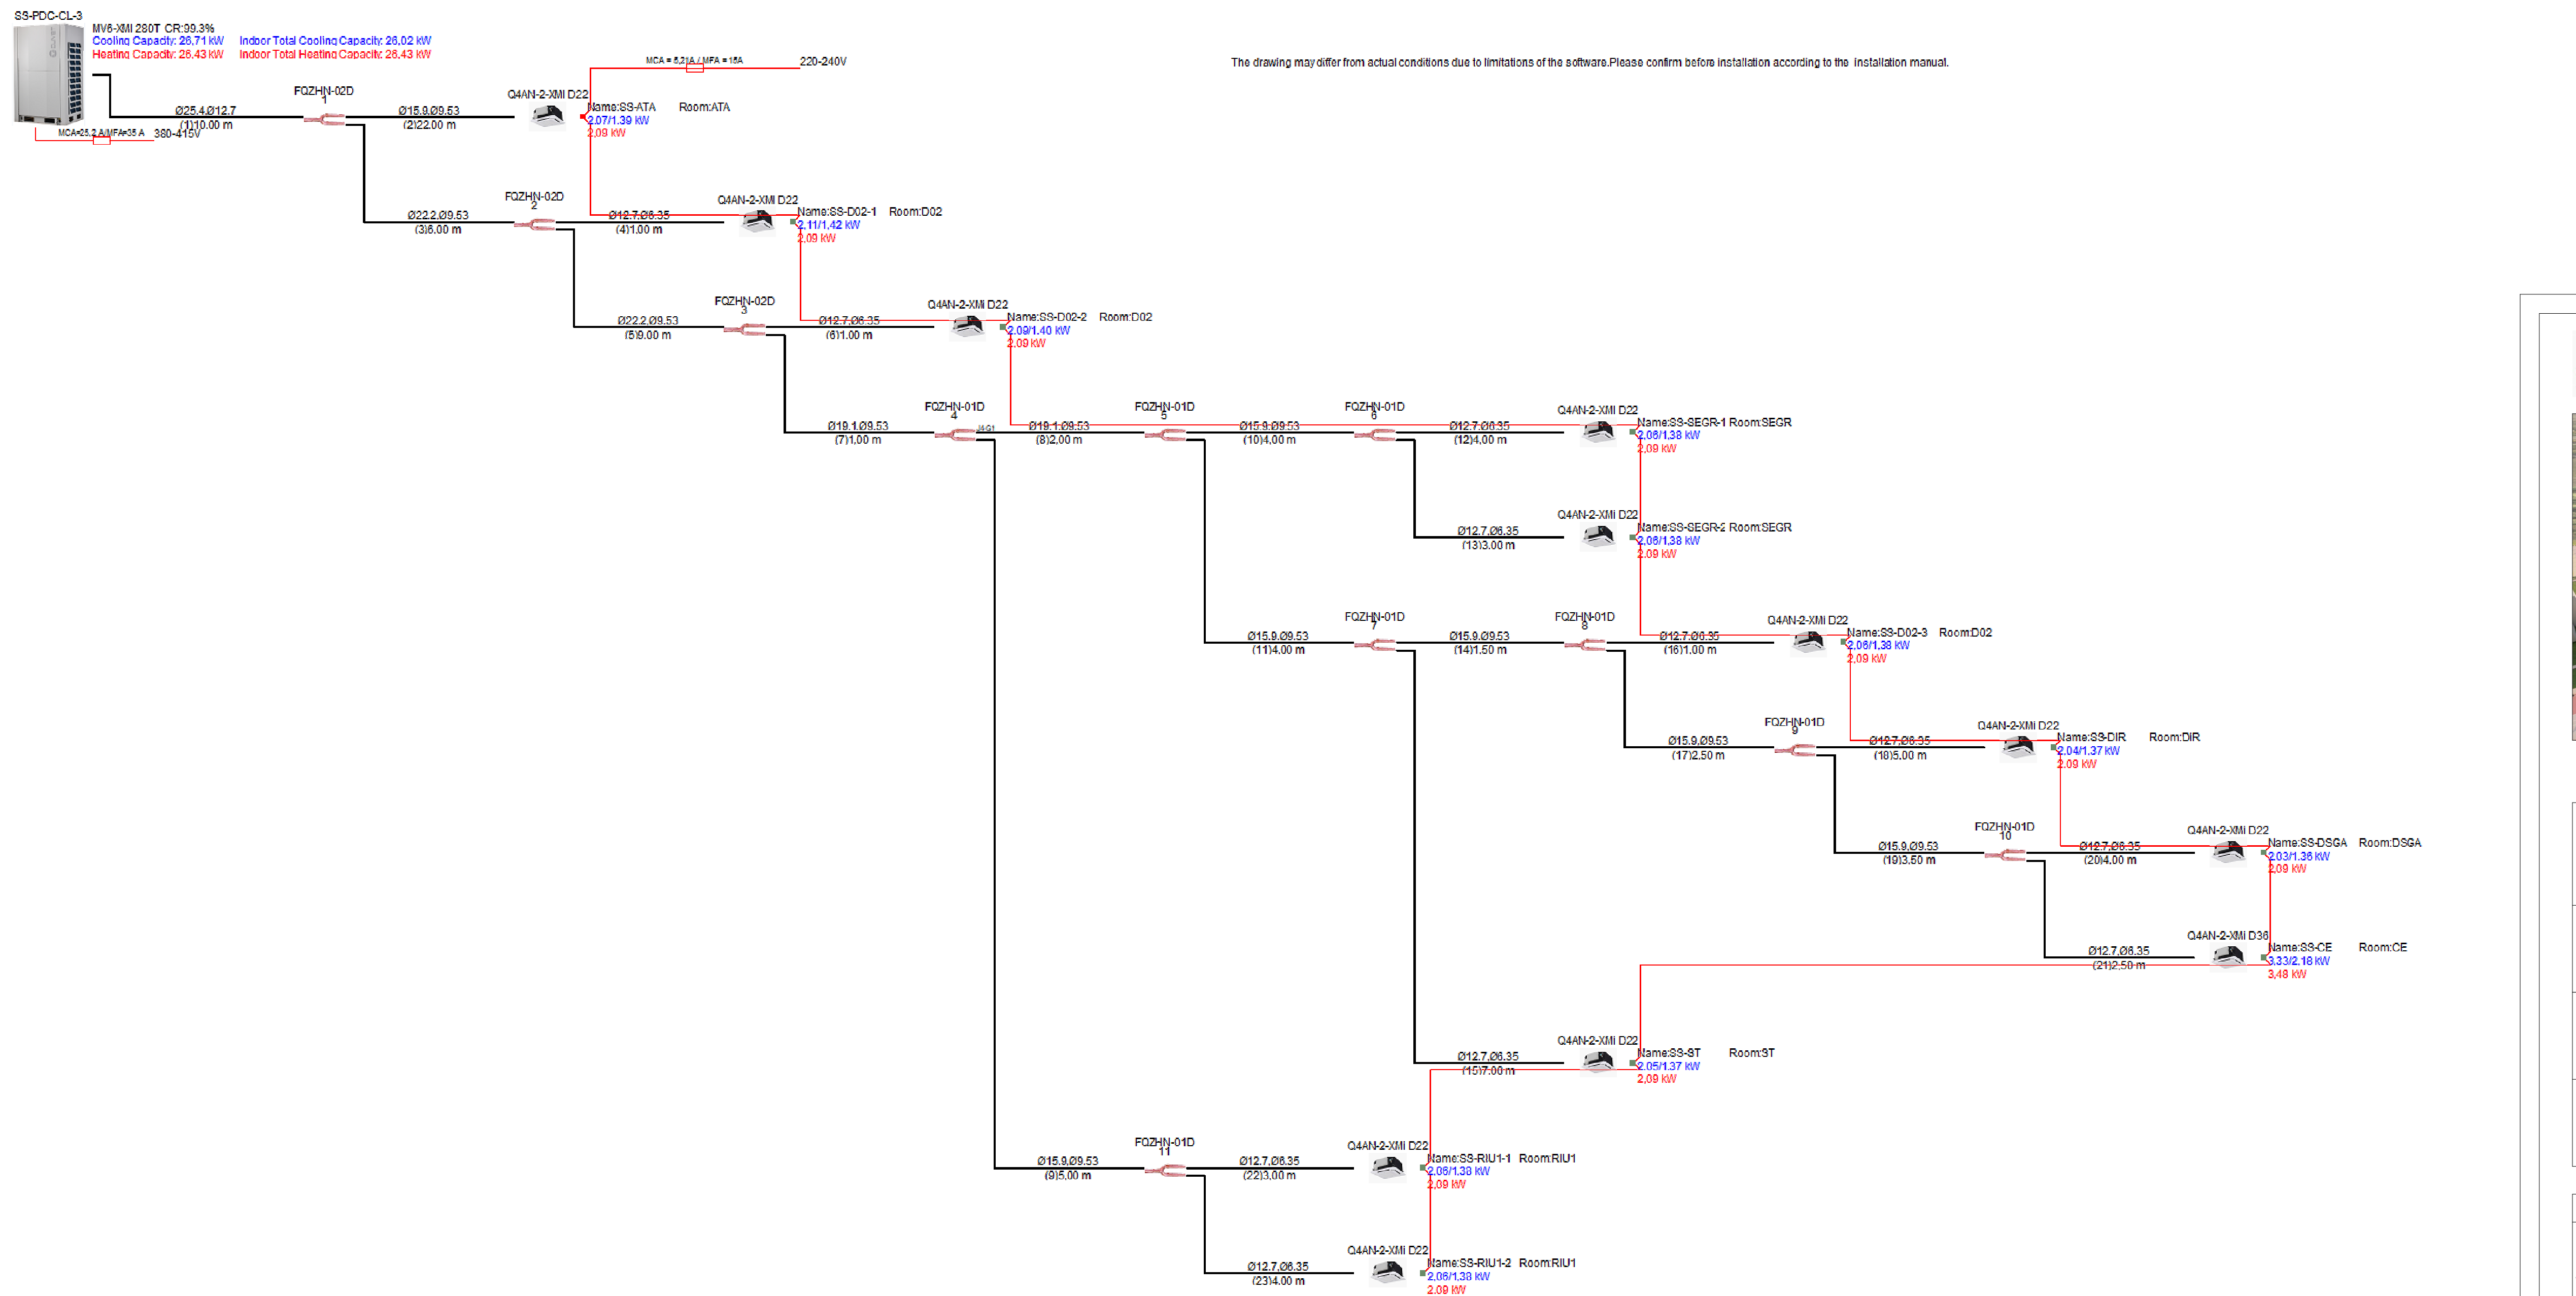 SS-PDC-CL-3
MV6-XMI 280T CR:99.3%
Cooling Capacity: 26.71 kW Indoor Total Cooling Capacity: 26.02 kW
Heating Capacity: 26.43 kW Indoor Total Heating Capacity: 26.43 kW
MCA = 5.21A / MFA = 15A
220-240V
The drawing may differ from actual conditions due to limitations of the software.Please confirm before installation according to the installation manual.
FQZHN-02D
1
Q4AN-2-XMi D22
Ø25.4,Ø12.7
(1)10.00 m
Ø15.9,Ø9.53
(2)22.00 m
Name:SS-ATA Room:ATA
2.07/1.39 kW
2.09 kW
MCA=25.2 A/MFA=35 A 380-415V
FQZHN-02D
2
Q4AN-2-XMi D22
Ø22.2,Ø9.53
(3)6.00 m
Ø12.7,Ø6.35
(4)1.00 m
Name:SS-D02-1 Room:D02
2.11/1.42 kW
2.09 kW
FQZHN-02D
3
Q4AN-2-XMi D22
Ø22.2,Ø9.53
(5)9.00 m
Ø12.7,Ø6.35
(6)1.00 m
Name:SS-D02-2 Room:D02
2.09/1.40 kW
2.09 kW
FQZHN-01D
4
FQZHN-01D
5
FQZHN-01D
6
Q4AN-2-XMi D22
Ø19.1,Ø9.53
(7)1.00 m
Ø19.1,Ø9.53
(8)2.00 m
Ø15.9,Ø9.53
(10)4.00 m
Ø12.7,Ø6.35
(12)4.00 m
Name:SS-SEGR-1 Room:SEGR
2.06/1.38 kW
2.09 kW
Q4AN-2-XMi D22
Ø12.7,Ø6.35
(13)3.00 m
Name:SS-SEGR-2 Room:SEGR
2.06/1.38 kW
2.09 kW
FQZHN-01D
7
FQZHN-01D
8
Q4AN-2-XMi D22
Ø15.9,Ø9.53
(11)4.00 m
Ø15.9,Ø9.53
(14)1.50 m
Ø12.7,Ø6.35
(16)1.00 m
Name:SS-D02-3 Room:D02
2.06/1.38 kW
2.09 kW
FQZHN-01D
9
Q4AN-2-XMi D22
Ø15.9,Ø9.53
(17)2.50 m
Ø12.7,Ø6.35
(18)5.00 m
Name:SS-DIR Room:DIR
2.04/1.37 kW
2.09 kW
FQZHN-01D
10
Q4AN-2-XMi D22
Ø15.9,Ø9.53
(19)3.50 m
Ø12.7,Ø6.35
(20)4.00 m
Name:SS-DSGA Room:DSGA
2.03/1.36 kW
2.09 kW
Q4AN-2-XMi D36
Ø12.7,Ø6.35
(21)2.50 m
Name:SS-CE Room:CE
3.33/2.18 kW
3.48 kW
Q4AN-2-XMi D22
Ø12.7,Ø6.35
(15)7.00 m
Name:SS-ST Room:ST
2.05/1.37 kW
2.09 kW
FQZHN-01D
11
Q4AN-2-XMi D22
Ø15.9,Ø9.53
(9)5.00 m
Ø12.7,Ø6.35
(22)3.00 m
Name:SS-RIU1-1 Room:RIU1
2.06/1.38 kW
2.09 kW
Q4AN-2-XMi D22
Ø12.7,Ø6.35
(23)4.00 m
Name:SS-RIU1-2 Room:RIU1
2.06/1.38 kW
2.09 kW